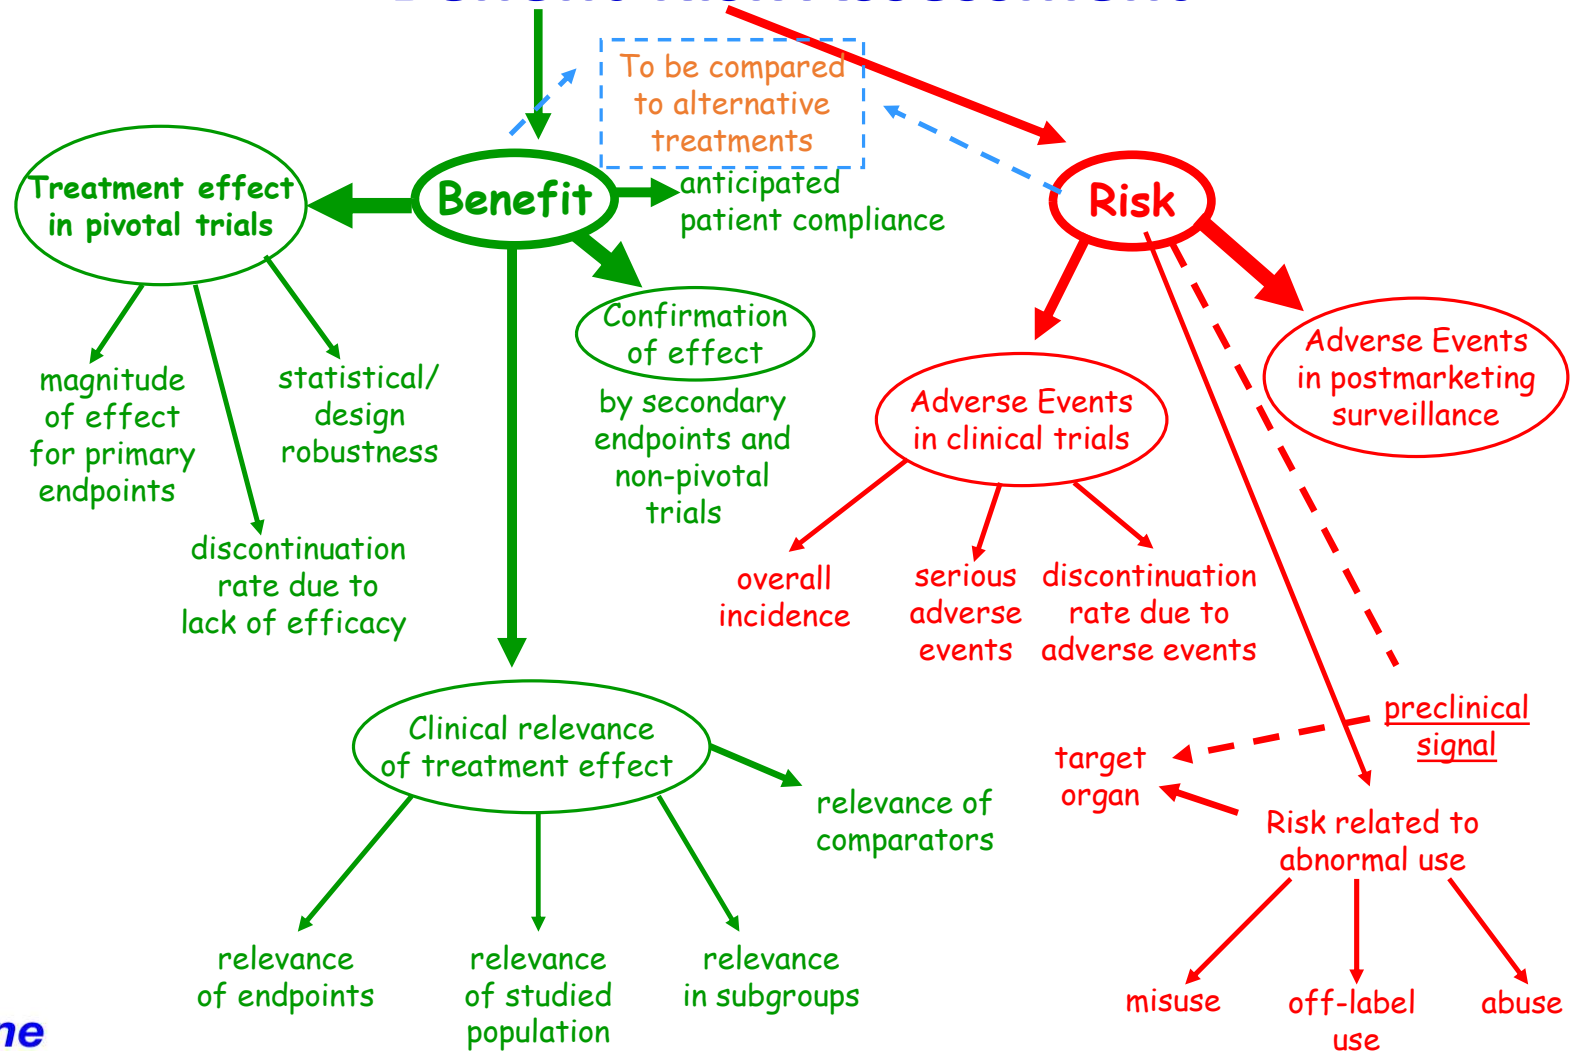 Benefit-Risk Assessment
To be compared
to alternative
treatments
Treatment effect
in pivotal trials
Benefit
anticipated
patient compliance
Risk
Confirmation
of effect
by secondary
endpoints and
non-pivotal
trials
magnitude
of effect
for primary
endpoints
statistical/
design
robustness
discontinuation
rate due to
lack of efficacy
Adverse Events
in clinical trials
Adverse Events
in postmarketing
surveillance
overall
incidence
serious
adverse
events
discontinuation
rate due to
adverse events
Clinical relevance
of treatment effect
relevance of
comparators
relevance
of endpoints
relevance
of studied
population
relevance
in subgroups
preclinical
signal
target
organ
Risk related to
abnormal use
misuse
off-label
use
abuse